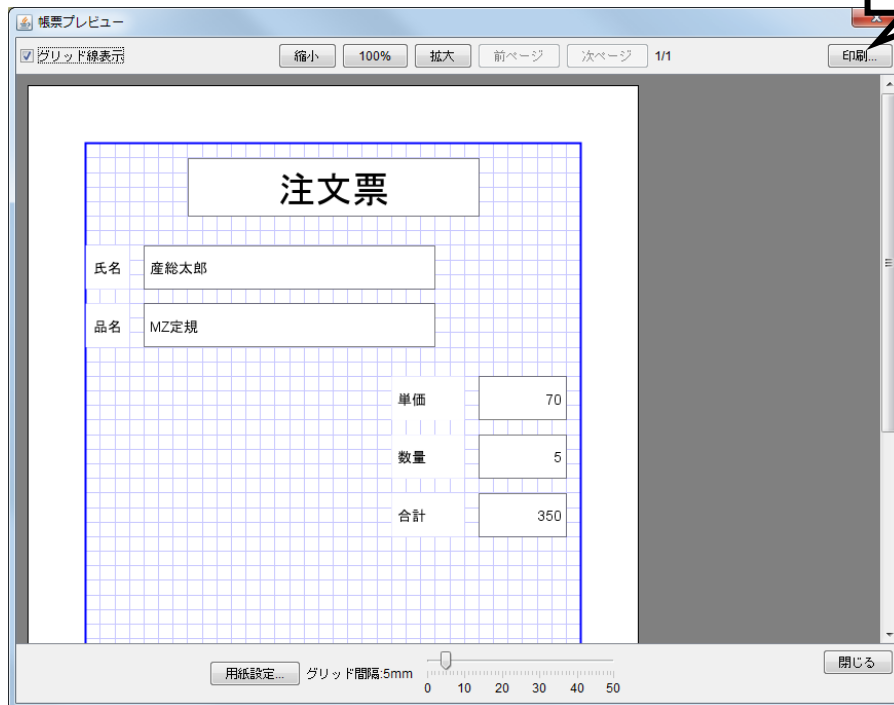 帳票プレビュー
グリッド線表示 縮小 100% 拡大 前ページ 次ページ 1/1 印刷...
注文票
氏名 産総太郎
品名 MZ定規
単価 70
数量 5
合計 350
閉じる
用紙設定... グリッド間隔:5mm
0 10 20 30 40 50